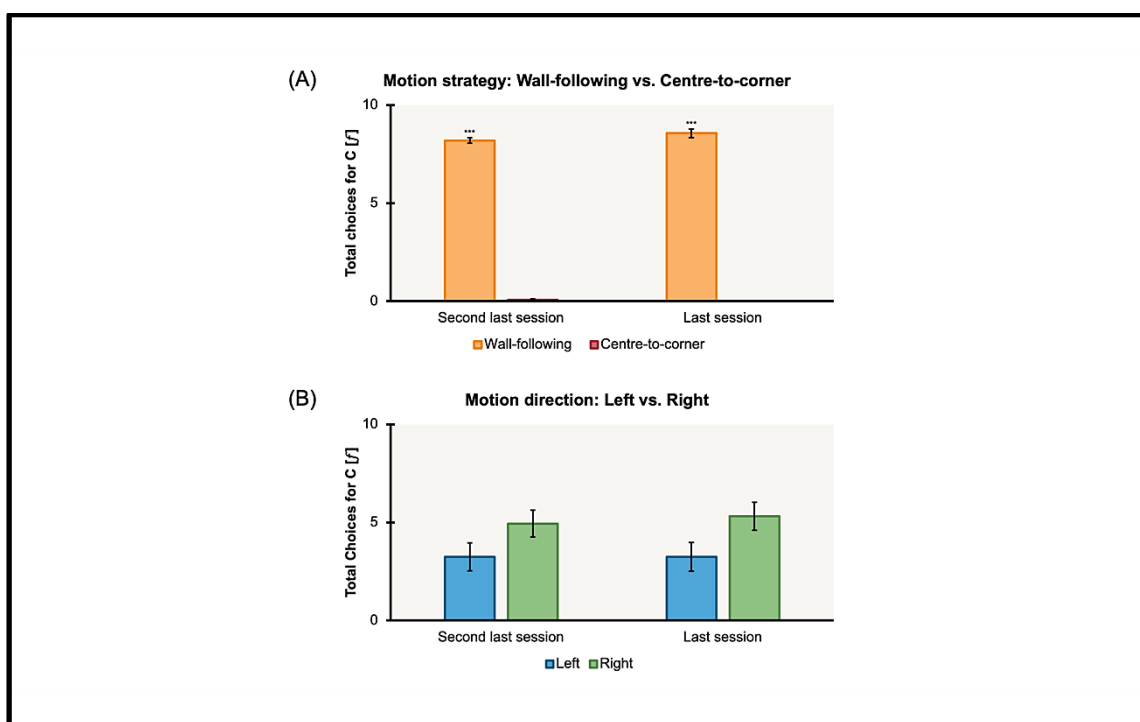 (A)
Motion strategy: Wall-following vs. Centre-to-corner
Total choices for C [f]
10
***
***
5
0
Second last session
Last session
Wall-following
Centre-to-corner
(B)
Motion direction: Left vs. Right
Total Choices for C [f]
10
5
0
Second last session
Last session
Left
Right